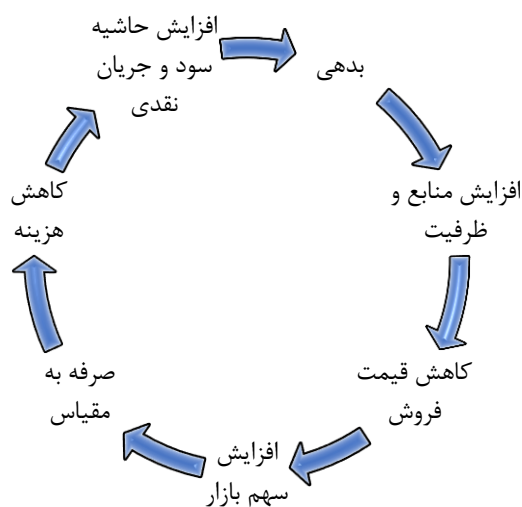 بدهی
افزایش منابع و
ظرفیت
کاهش قیمت
فروش
افزایش
سهم بازار
صرفه به
مقیاس
کاهش
هزینه
افزایش حاشیه
سود و جریان
نقدی